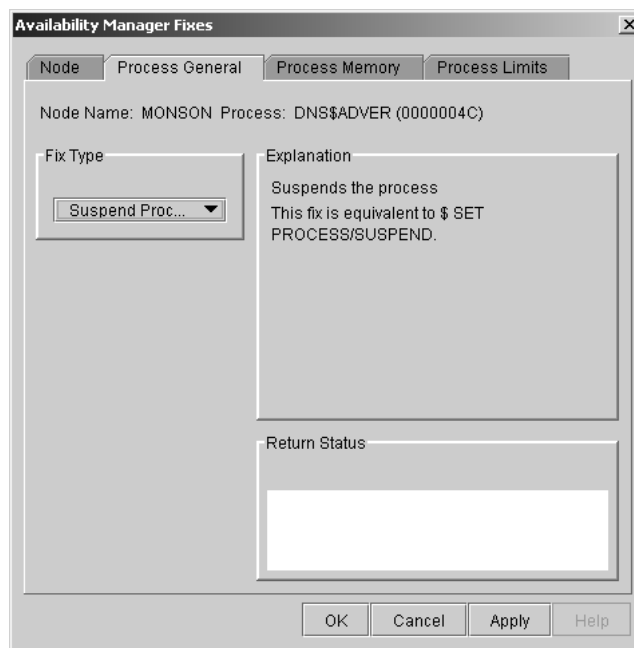 Availability Manager Fixes
Node
Process General
Process Memory
Process Limits
Node Name: MONSON Process: DNS$ADVER (0000004C)
Fix Type
Suspend Proc...
Explanation
Suspends the process
This fix is equivalent to $ SET
PROCESS/SUSPEND.
Return Status
OK
Cancel
Apply
Help